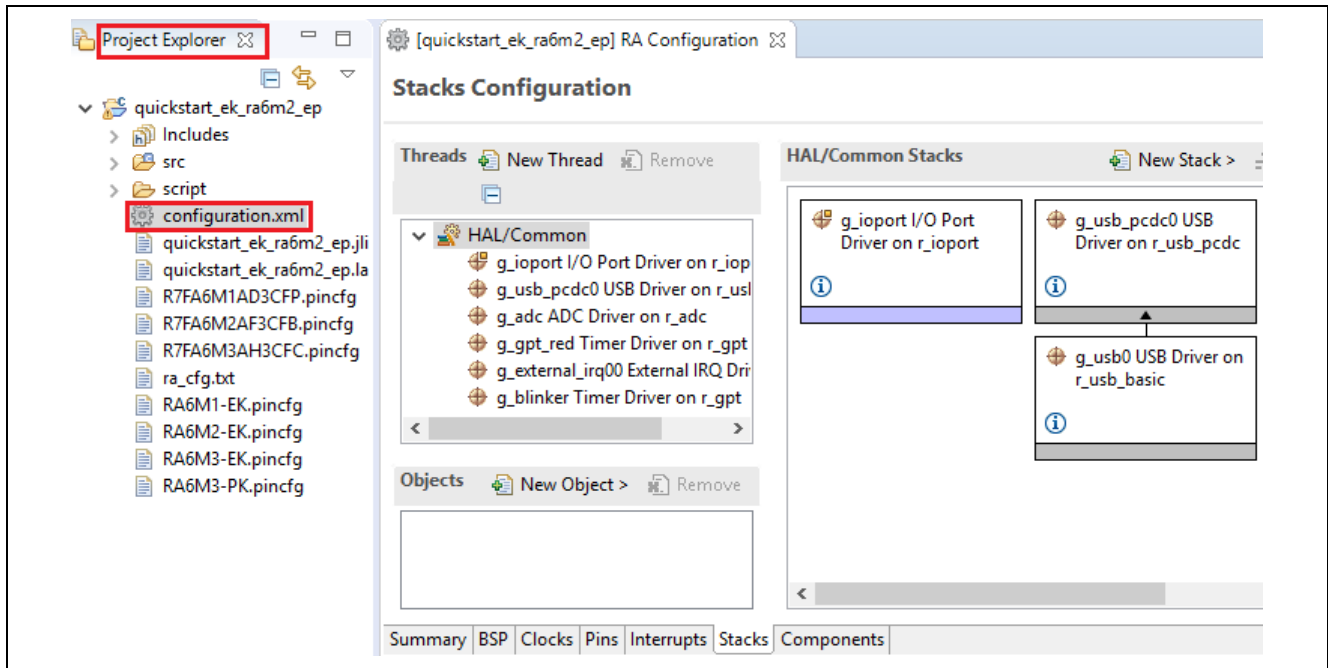 Project Explorer
quickstart_ek_ra6m2_ep
Includes
src
script
configuration.xml
quickstart_ek_ra6m2_ep.jli
quickstart_ek_ra6m2_ep.la
R7FA6M1AD3CFP.pincfg
R7FA6M2AF3CFB.pincfg
R7FA6M3AH3CFC.pincfg
ra_cfg.txt
RA6M1-EK.pincfg
RA6M2-EK.pincfg
RA6M3-EK.pincfg
RA6M3-PK.pincfg
[quickstart_ek_ra6m2_ep] RA Configuration
Stacks Configuration
Threads New Thread Remove
HAL/Common
g_ioport I/O Port Driver on r_iop
g_usb_pcdc0 USB Driver on r_usl
g_adc ADC Driver on r_adc
g_gpt_red Timer Driver on r_gpt
g_external_irq00 External IRQ Dri
g_blinker Timer Driver on r_gpt
Objects New Object > Remove
HAL/Common Stacks New Stack >
g_ioport I/O Port
Driver on r_ioport
g_usb_pcdc0 USB
Driver on r_usb_pcdc
g_usb0 USB Driver on
r_usb_basic
Summary BSP Clocks Pins Interrupts Stacks Components